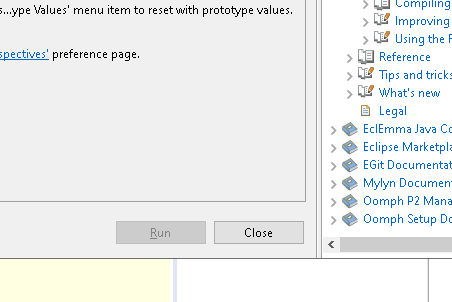 s...ype Values' menu item to reset with prototype values.
spectives' preference page.
Run
Close
Compiling
Improving
Using the
Reference
Tips and tricks
What's new
Legal
EclEmma Java Co
Eclipse Marketpla
EGit Documentat
Mylyn Documen
Oomph P2 Mana
Oomph Setup Do